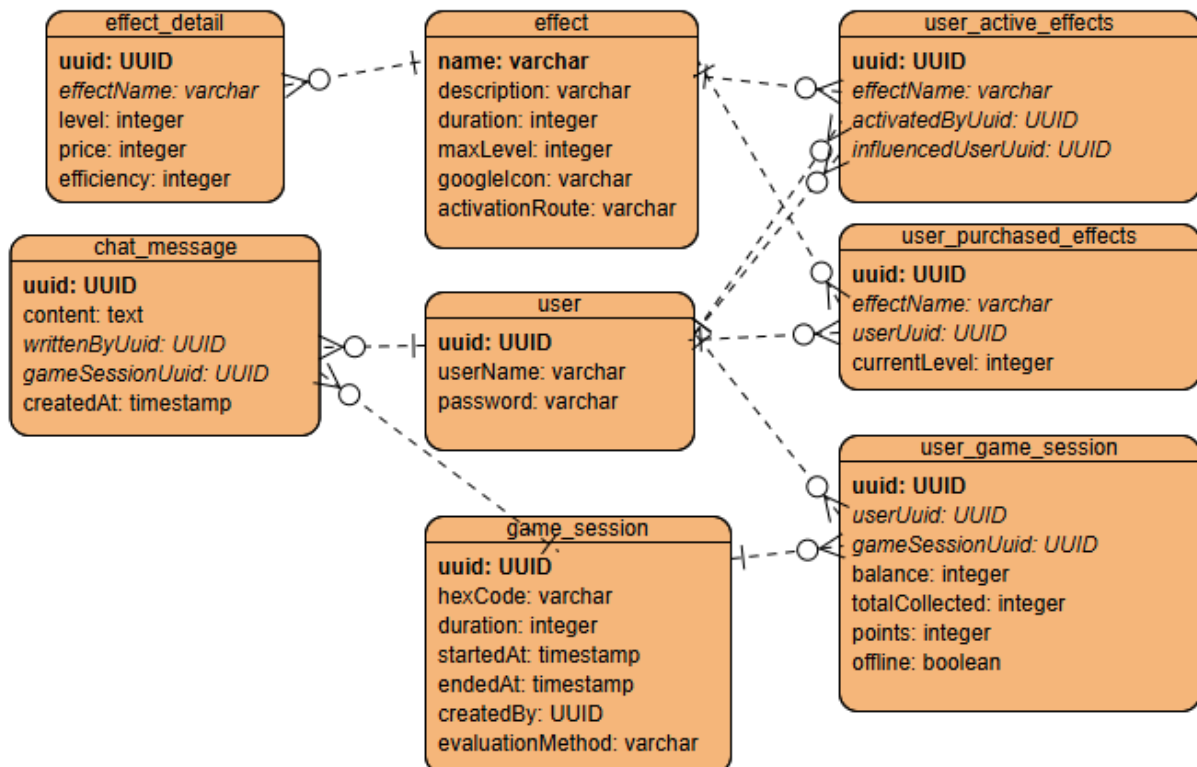 effect_detail
uuid: UUID
effectName: varchar
level: integer
price: integer
efficiency: integer
effect
name: varchar
description: varchar
duration: integer
maxLevel: integer
googleIcon: varchar
activationRoute: varchar
user_active_effects
uuid: UUID
effectName: varchar
activatedByUuid: UUID
influencedUserUuid: UUID
chat_message
uuid: UUID
content: text
writtenByUuid: UUID
gameSessionUuid: UUID
createdAt: timestamp
user
uuid: UUID
userName: varchar
password: varchar
user_purchased_effects
uuid: UUID
effectName: varchar
userUuid: UUID
currentLevel: integer
game_session
uuid: UUID
hexCode: varchar
duration: integer
startedAt: timestamp
endedAt: timestamp
createdBy: UUID
evaluationMethod: varchar
user_game_session
uuid: UUID
userUuid: UUID
gameSessionUuid: UUID
balance: integer
totalCollected: integer
points: integer
offline: boolean